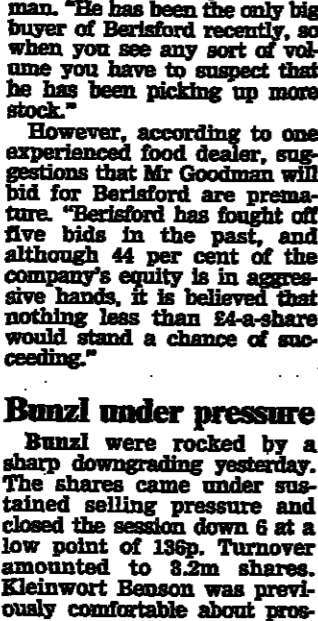 man. "He has been the only big
buyer of Berisford recently, so
when you see any sort of vol-
ume you have to suspect that
he has been picking up more
stock."
However, according to one
experienced food dealer, sug-
gestions that Mr Goodman will
bid for Berisford are prema-
ture. "Berisford has fought off
five bids in the past, and
although 44 per cent of the
company's equity is in aggres-
sive hands, it is believed that
nothing less than £4-a-share
would stand a chance of suc-
ceeding."
Bunzl under pressure
Bunzl were rocked by a
sharp downgrading yesterday.
The shares came under sus-
tained selling pressure and
closed the session down 6 at a
low point of 136p. Turnover
amounted to 3.2m shares.
Kleinwort Benson was previ-
ously comfortable about pros-